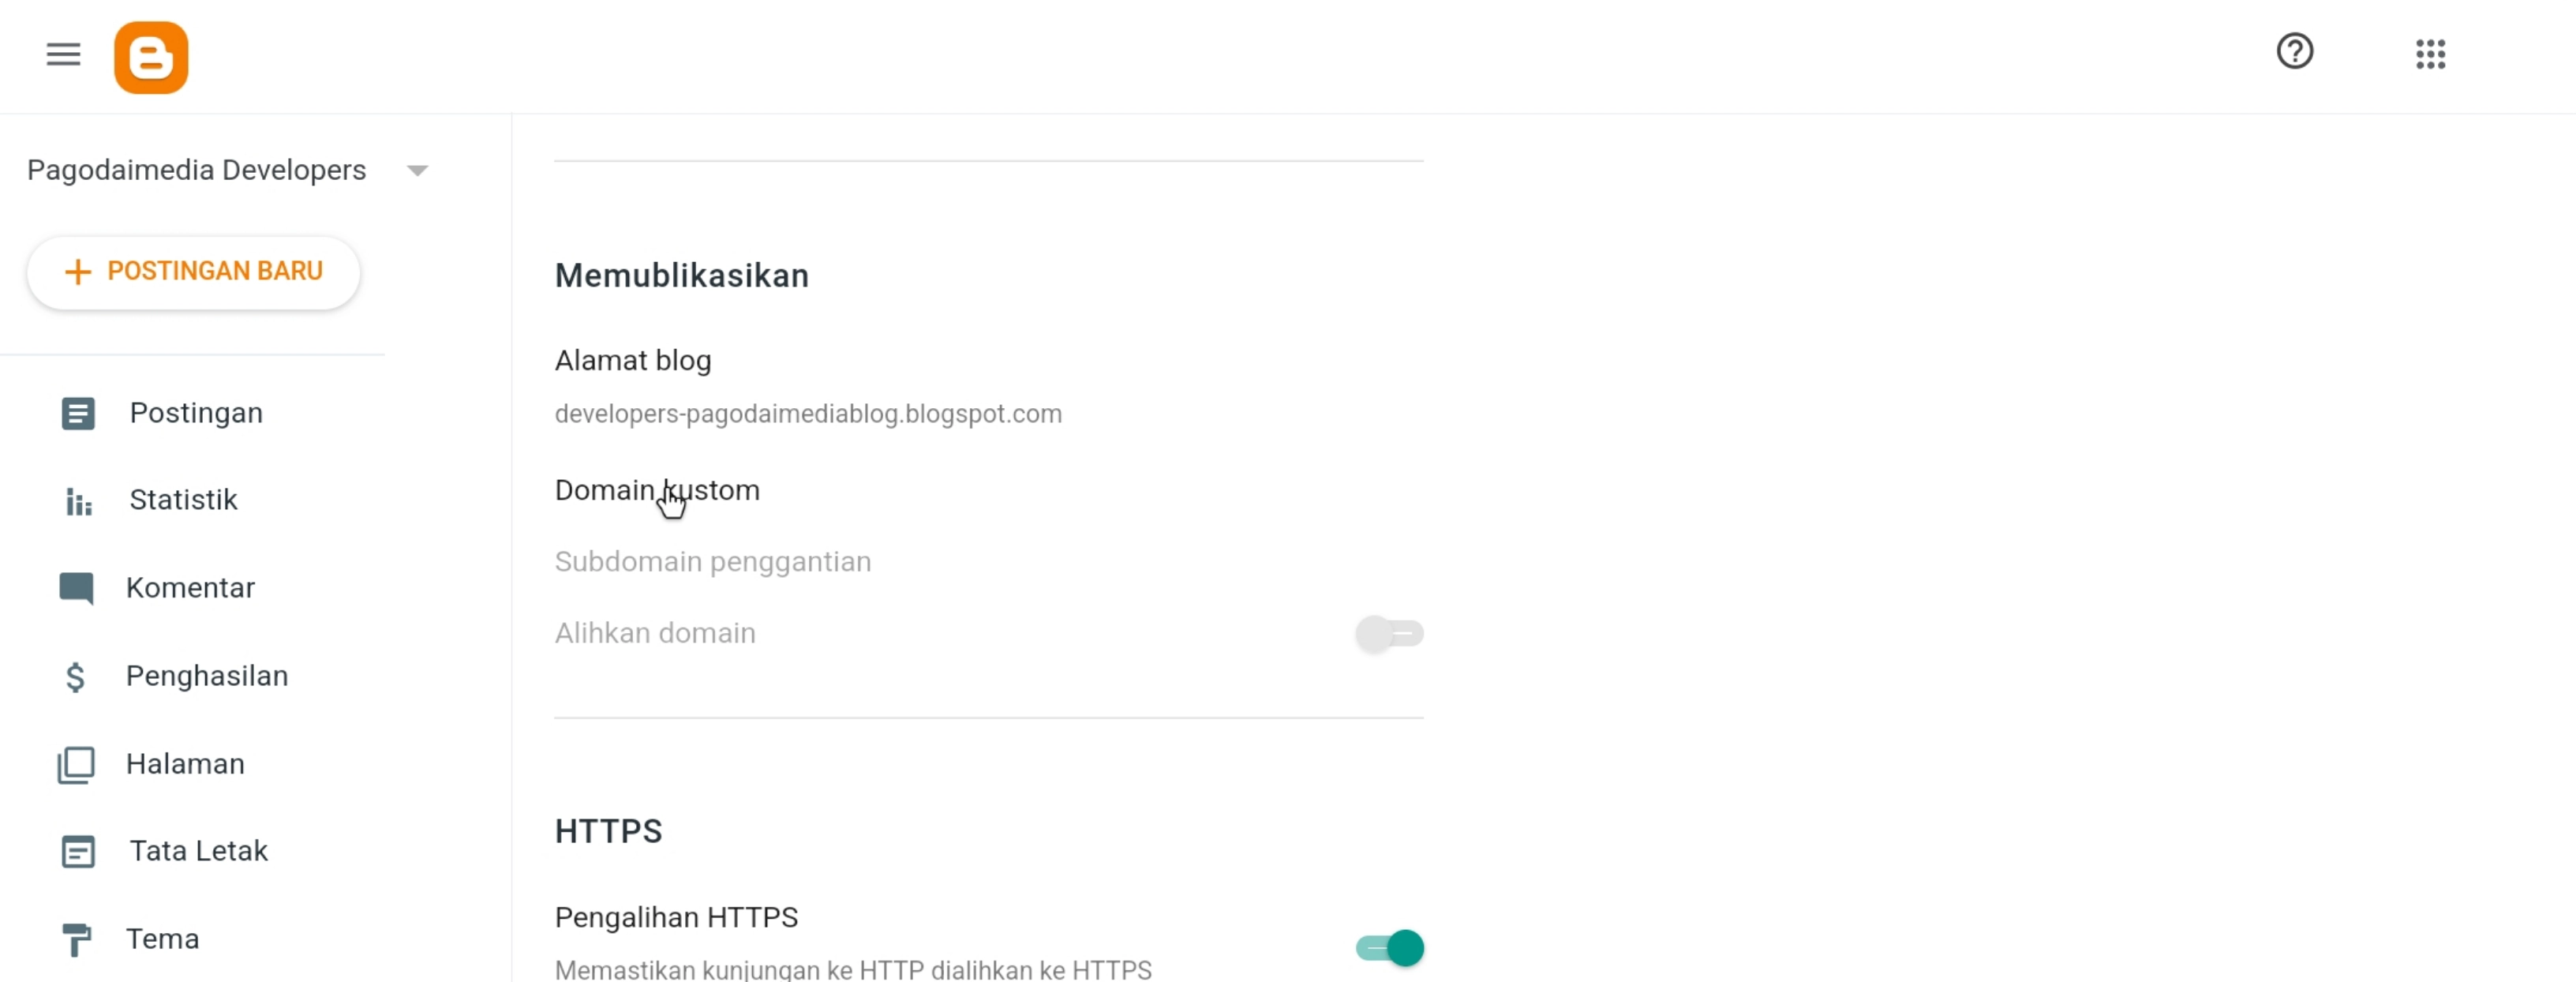 Pagodaimedia Developers
POSTINGAN BARU
Postingan
Statistik
Komentar
Penghasilan
Halaman
Tata Letak
Tema
Memublikasikan
Alamat blog
developers-pagodaimediablog.blogspot.com
Domain kustom
Subdomain penggantian
Alihkan domain
HTTPS
Pengalihan HTTPS
Memastikan kunjungan ke HTTP dialihkan ke HTTPS